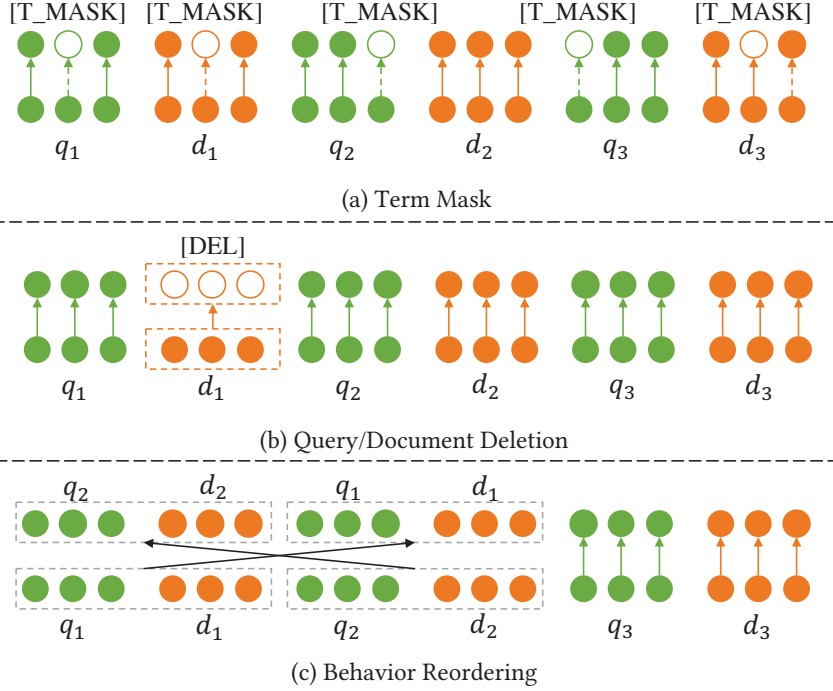 [T_MASK] [T_MASK] [T_MASK] [T_MASK] [T_MASK]
q1 d1 q2 d2 q3 d3
(a) Term Mask
[DEL]
q1 d1 q2 d2 q3 d3
(b) Query/Document Deletion
q2 d2 q1 d1
q1 d1 q2 d2 q3 d3
(c) Behavior Reordering